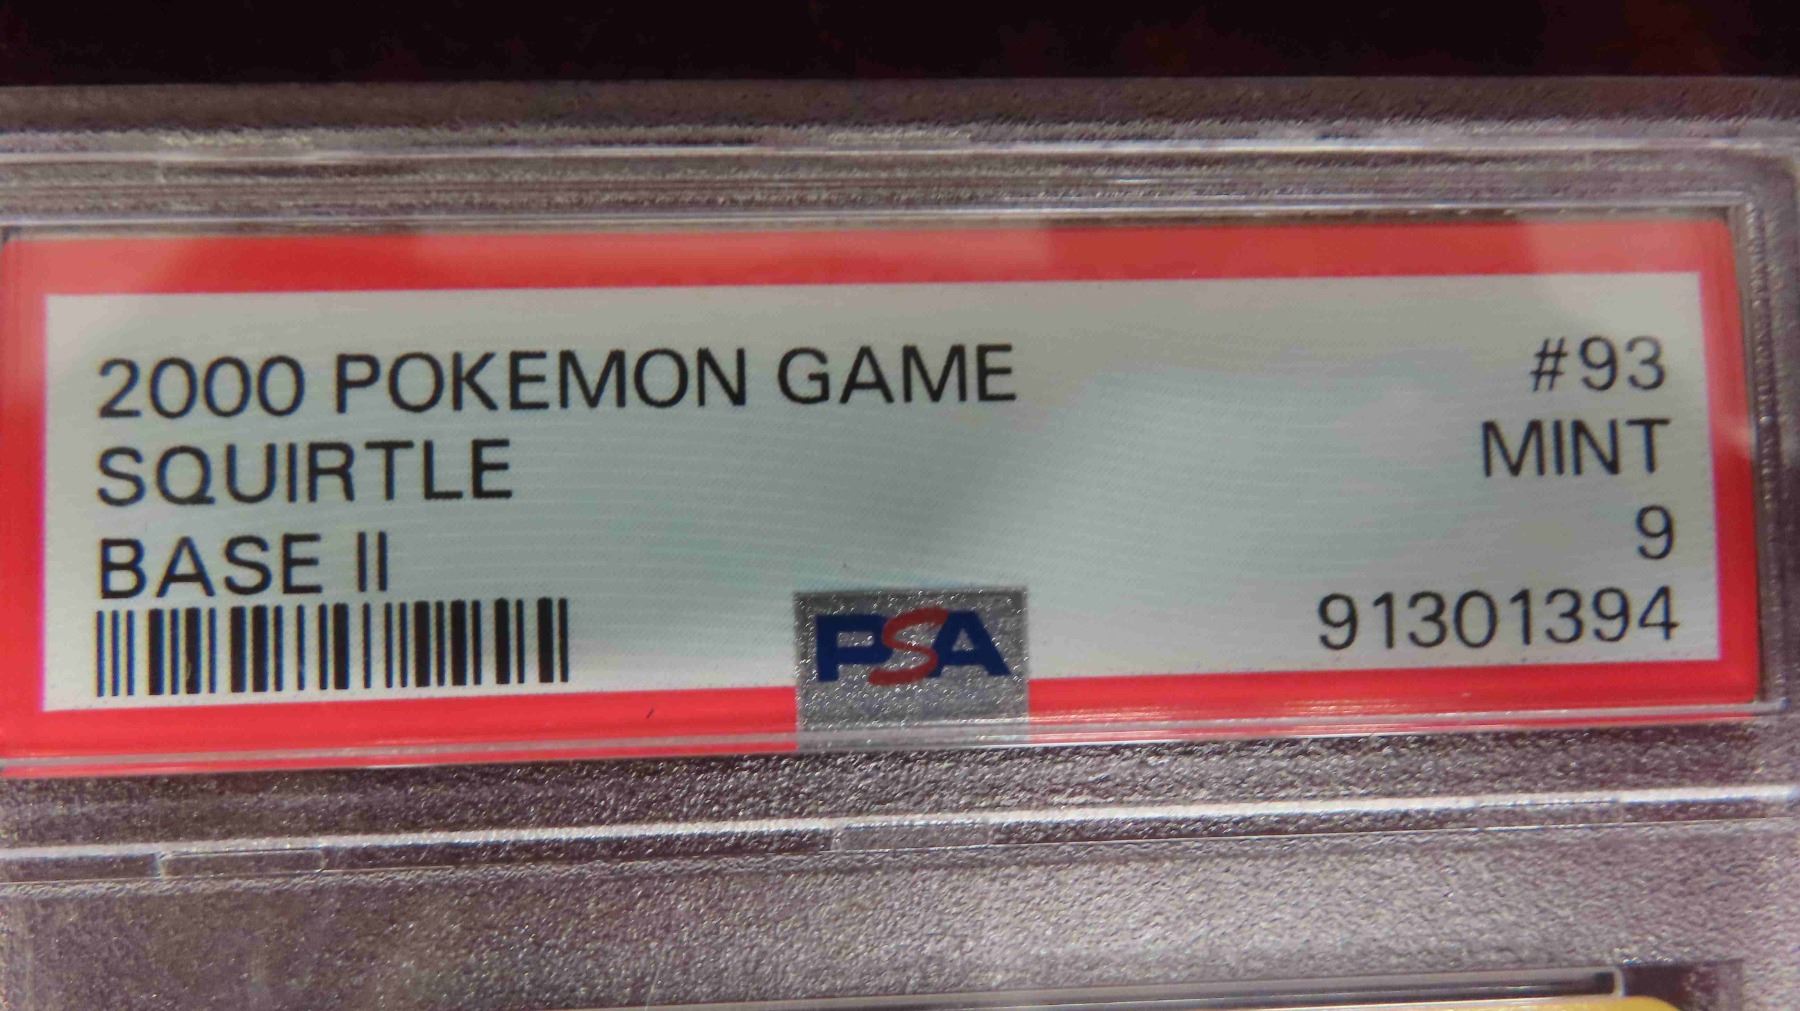 2000 POKEMON GAME #93
SQUIRTLE MINT
BASE II 9
PSA 91301394